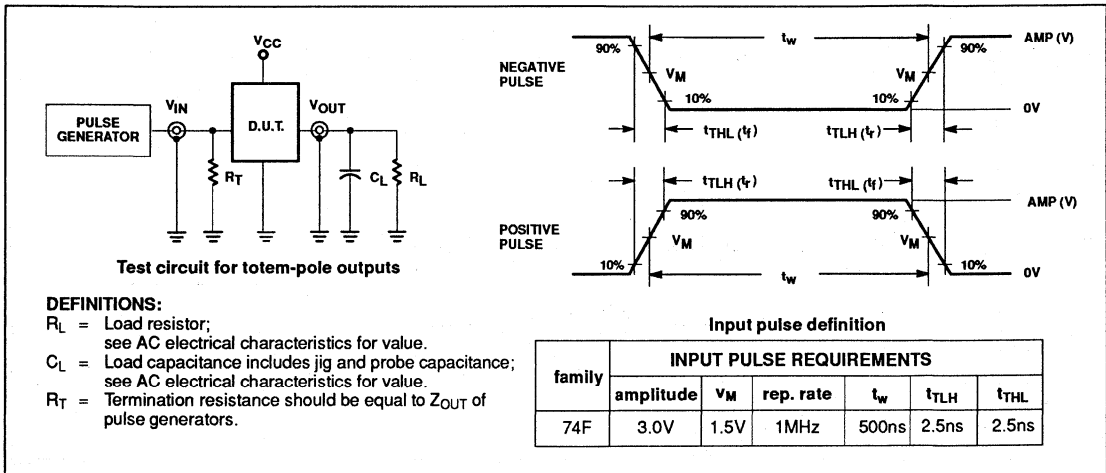 VCC
VIN
VOUT
PULSE
GENERATOR
D.U.T.
RT
CL
RL
Test circuit for totem-pole outputs
DEFINITIONS:
RL = Load resistor;
see AC electrical characteristics for value.
CL = Load capacitance includes jig and probe capacitance;
see AC electrical characteristics for value.
RT = Termination resistance should be equal to ZOUT of
pulse generators.
NEGATIVE
PULSE
90%
tw
90%
AMP (V)
VM
VM
10%
10%
0V
tTHL (tf)
tTLH (tr)
tTLH (tr)
tTHL (tf)
AMP (V)
90%
90%
POSITIVE
PULSE
VM
VM
10%
10%
tw
0V
Input pulse definition
family
INPUT PULSE REQUIREMENTS
amplitude VM rep. rate tw tTLH tTHL
74F 3.0V 1.5V 1MHz 500ns 2.5ns 2.5ns